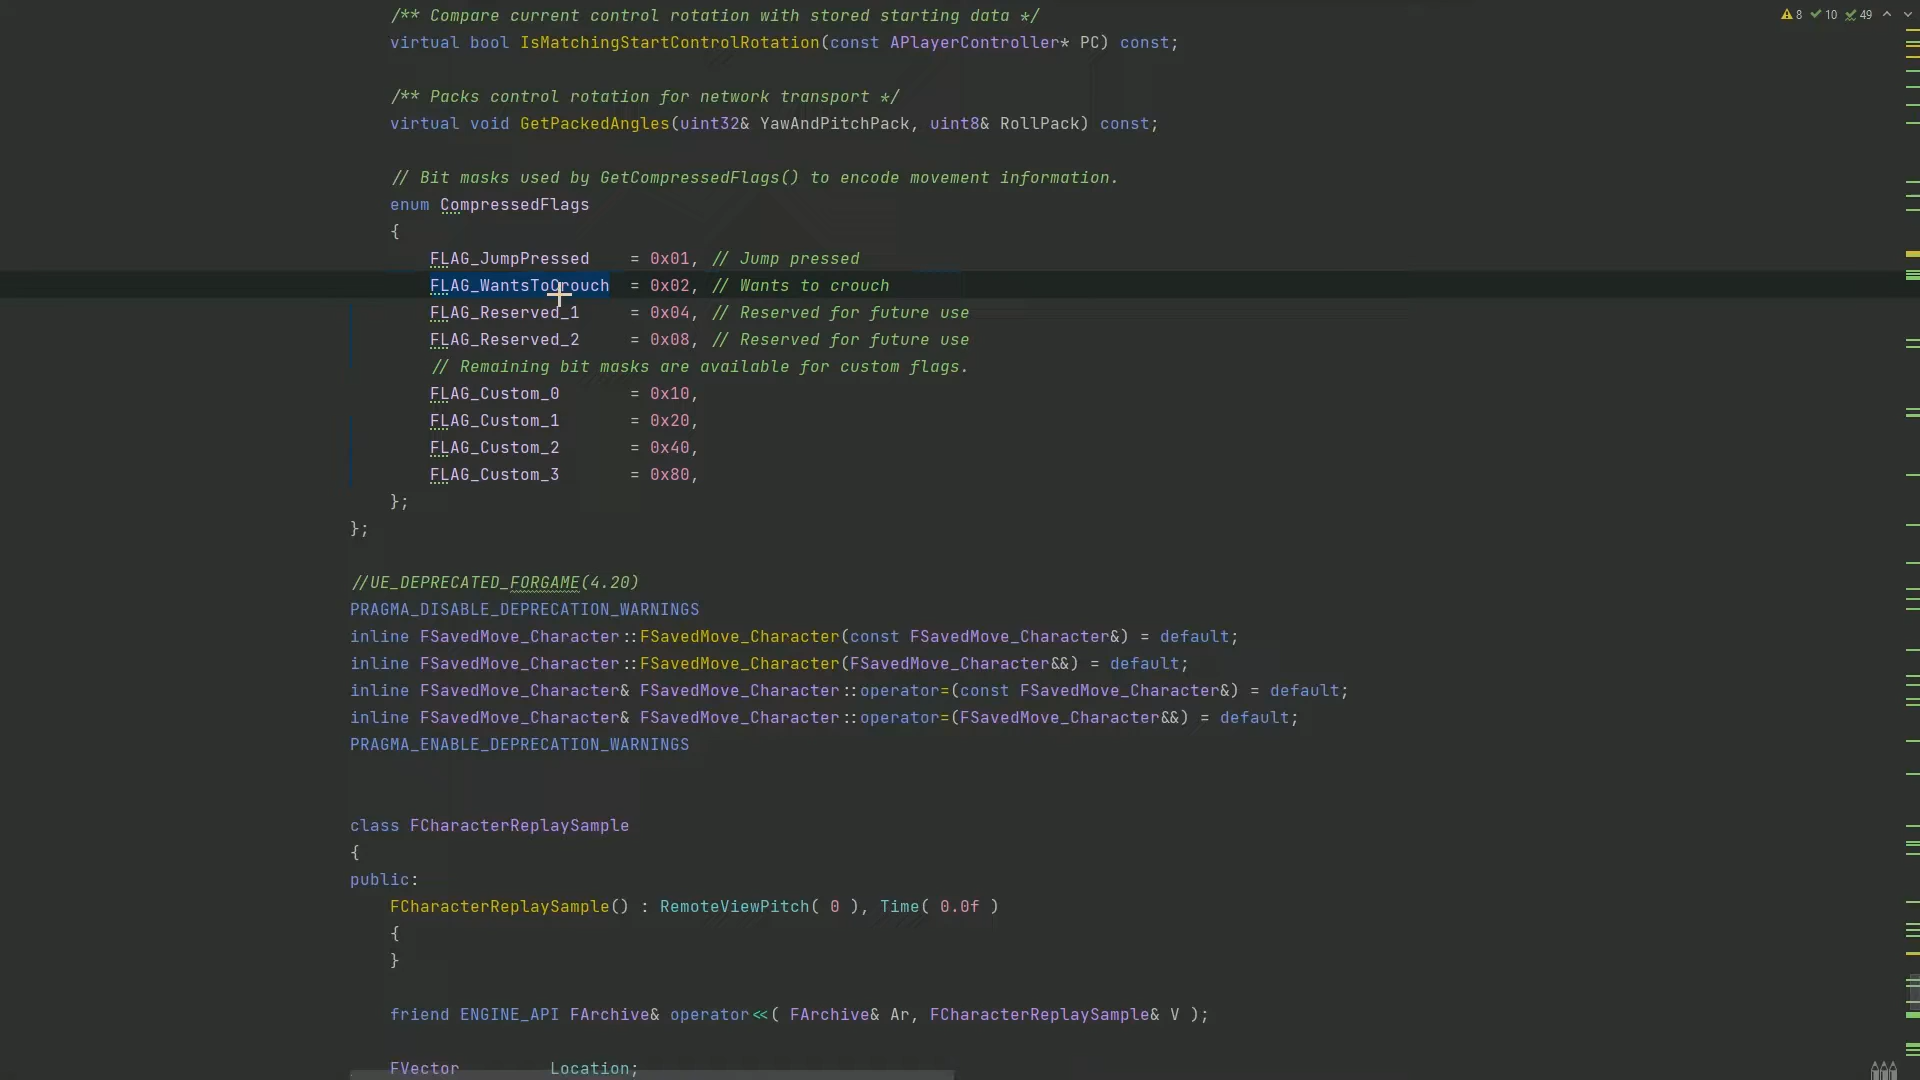 /** Compare current control rotation with stored starting data */
virtual bool IsMatchingStartControlRotation(const APlayerController* PC) const;
/** Packs control rotation for network transport */
virtual void GetPackedAngles(uint32& YawAndPitchPack, uint8& RollPack) const;
// Bit masks used by GetCompressedFlags() to encode movement information.
enum CompressedFlags
{
FLAG_JumpPressed = 0x01, // Jump pressed
FLAG_WantsToCrouch = 0x02, // Wants to crouch
FLAG_Reserved_1 = 0x04, // Reserved for future use
FLAG_Reserved_2 = 0x08, // Reserved for future use
// Remaining bit masks are available for custom flags.
FLAG_Custom_0 = 0x10,
FLAG_Custom_1 = 0x20,
FLAG_Custom_2 = 0x40,
FLAG_Custom_3 = 0x80,
};
};
//UE_DEPRECATED_FORGAME(4.20)
PRAGMA_DISABLE_DEPRECATION_WARNINGS
inline FSavedMove_Character::FSavedMove_Character(const FSavedMove_Character&) = default;
inline FSavedMove_Character::FSavedMove_Character(FSavedMove_Character&&) = default;
inline FSavedMove_Character& FSavedMove_Character::operator=(const FSavedMove_Character&) = default;
inline FSavedMove_Character& FSavedMove_Character::operator=(FSavedMove_Character&&) = default;
PRAGMA_ENABLE_DEPRECATION_WARNINGS
class FCharacterReplaySample
{
public:
FCharacterReplaySample() : RemoteViewPitch( 0 ), Time( 0.0f )
{
}
friend ENGINE_API FArchive& operator<<( FArchive& Ar, FCharacterReplaySample& V );
FVector Location;
8 10 49